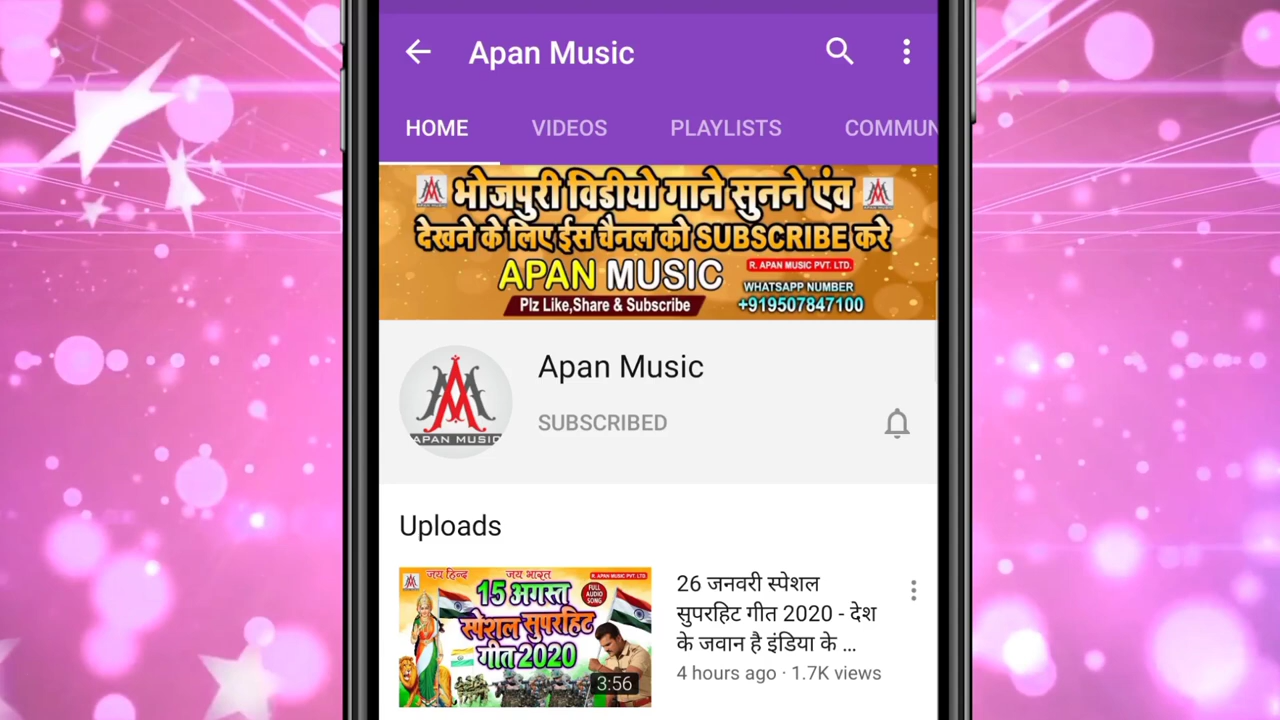 Apan Music
HOME VIDEOS PLAYLISTS COMMUN
भोजपुरी विडीयो गाने सुनने एंव
देखने के लिए ईस चैनल को SUBSCRIBE करे
APAN MUSIC
R. APAN MUSIC PVT. LTD.
WHATSAPP NUMBER
Plz Like,Share & Subscribe
+919507847100
Apan Music
SUBSCRIBED
APAN MUSIC
Uploads
जय हिन्द जय भारत
R. APAN MUSIC PVT. LTD
15 अगस्त
FULL
AUDIO
SONG
स्पेशल सुपरहिट
गीत 2020
3:56
26 जनवरी स्पेशल
सुपरहिट गीत 2020 - देश
के जवान है इंडिया के ...
4 hours ago · 1.7K views